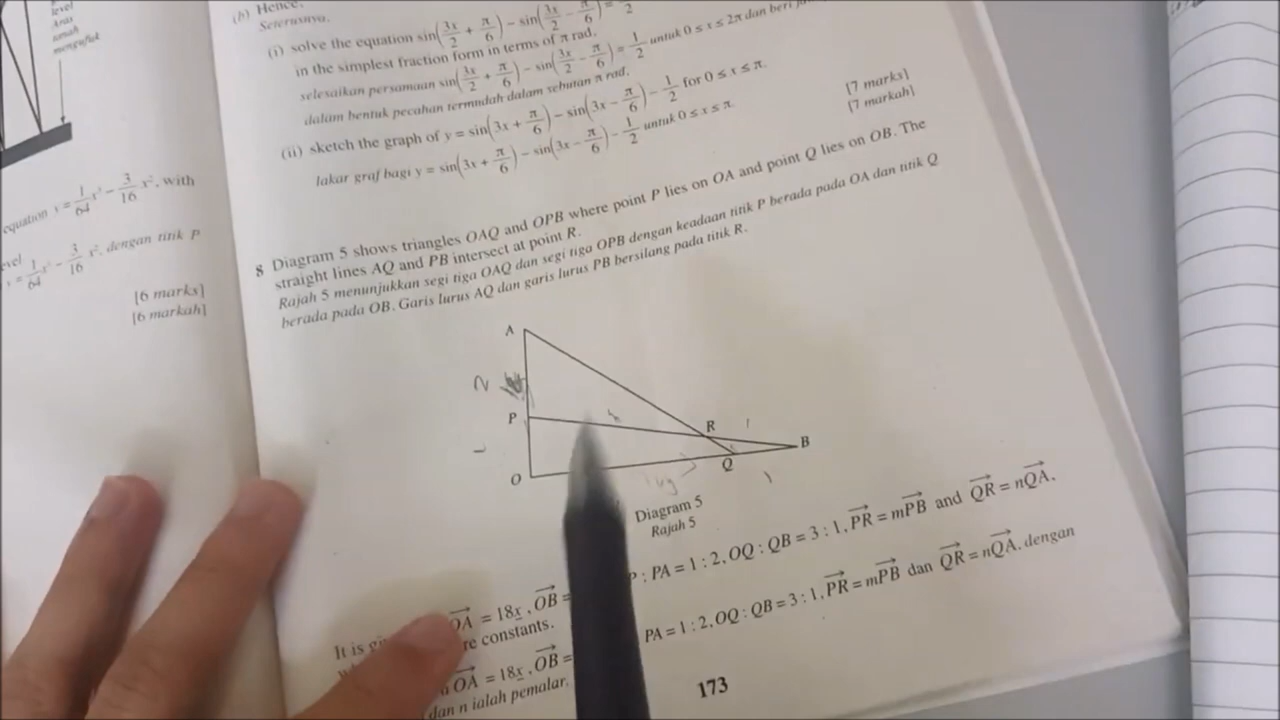 level
Aras
tanah
mengufuk
equation y = 1/64 x³ − 3/16 x², with
y = 1/64 x³ − 3/16 x², dengan titik P
[6 marks]
[6 markah]
(b) Hence,
Seterusnya,
(i) solve the equation sin(3x/2 + π/6) − sin(3x/2 − π/6) =
in the simplest fraction form in terms of π rad.
selesaikan persamaan sin(3x/2 + π/6) − sin(3x/2 − π/6) = 1/2 untuk 0 ≤ x ≤ 2π dan beri
dalam bentuk pecahan termudah dalam sebutan π rad.
(ii) sketch the graph of y = sin(3x + π/6) − sin(3x − π/6) − 1/2 for 0 ≤ x ≤ π.
lakar graf bagi y = sin(3x + π/6) − sin(3x − π/6) − 1/2 untuk 0 ≤ x ≤ π.
[7 marks]
[7 markah]
8 Diagram 5 shows triangles OAQ and OPB where point P lies on OA and point Q lies on OB. The
straight lines AQ and PB intersect at point R.
Rajah 5 menunjukkan segi tiga OAQ dan segi tiga OPB dengan keadaan titik P berada pada OA dan titik Q
berada pada OB. Garis lurus AQ dan garis lurus PB bersilang pada titik R.
A
P
R
B
O
Q
Diagram 5
Rajah 5
It is OA = 18x, OB = : PA = 1 : 2, OQ : QB = 3 : 1, PR = mPB and QR = nQA,
constants.
OA = 18x, OB = PA = 1 : 2, OQ : QB = 3 : 1, PR = mPB dan QR = nQA, dengan
dan n ialah pemalar.
173